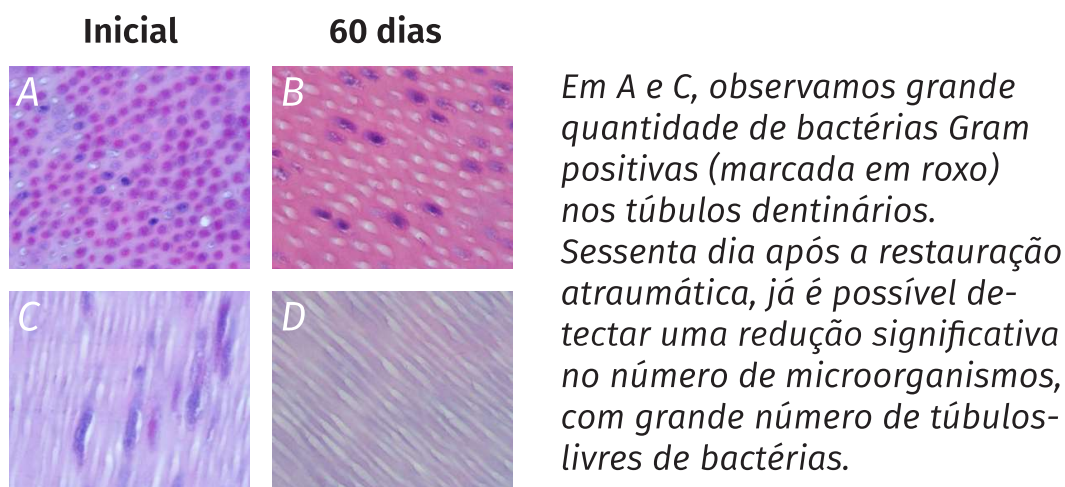 Inicial
60 dias
A
B
C
D
Em A e C, observamos grande
quantidade de bactérias Gram
positivas (marcada em roxo)
nos túbulos dentinários.
Sessenta dia após a restauração
atraumática, já é possível de-
tectar uma redução significativa
no número de microorganismos,
com grande número de túbulos-
livres de bactérias.